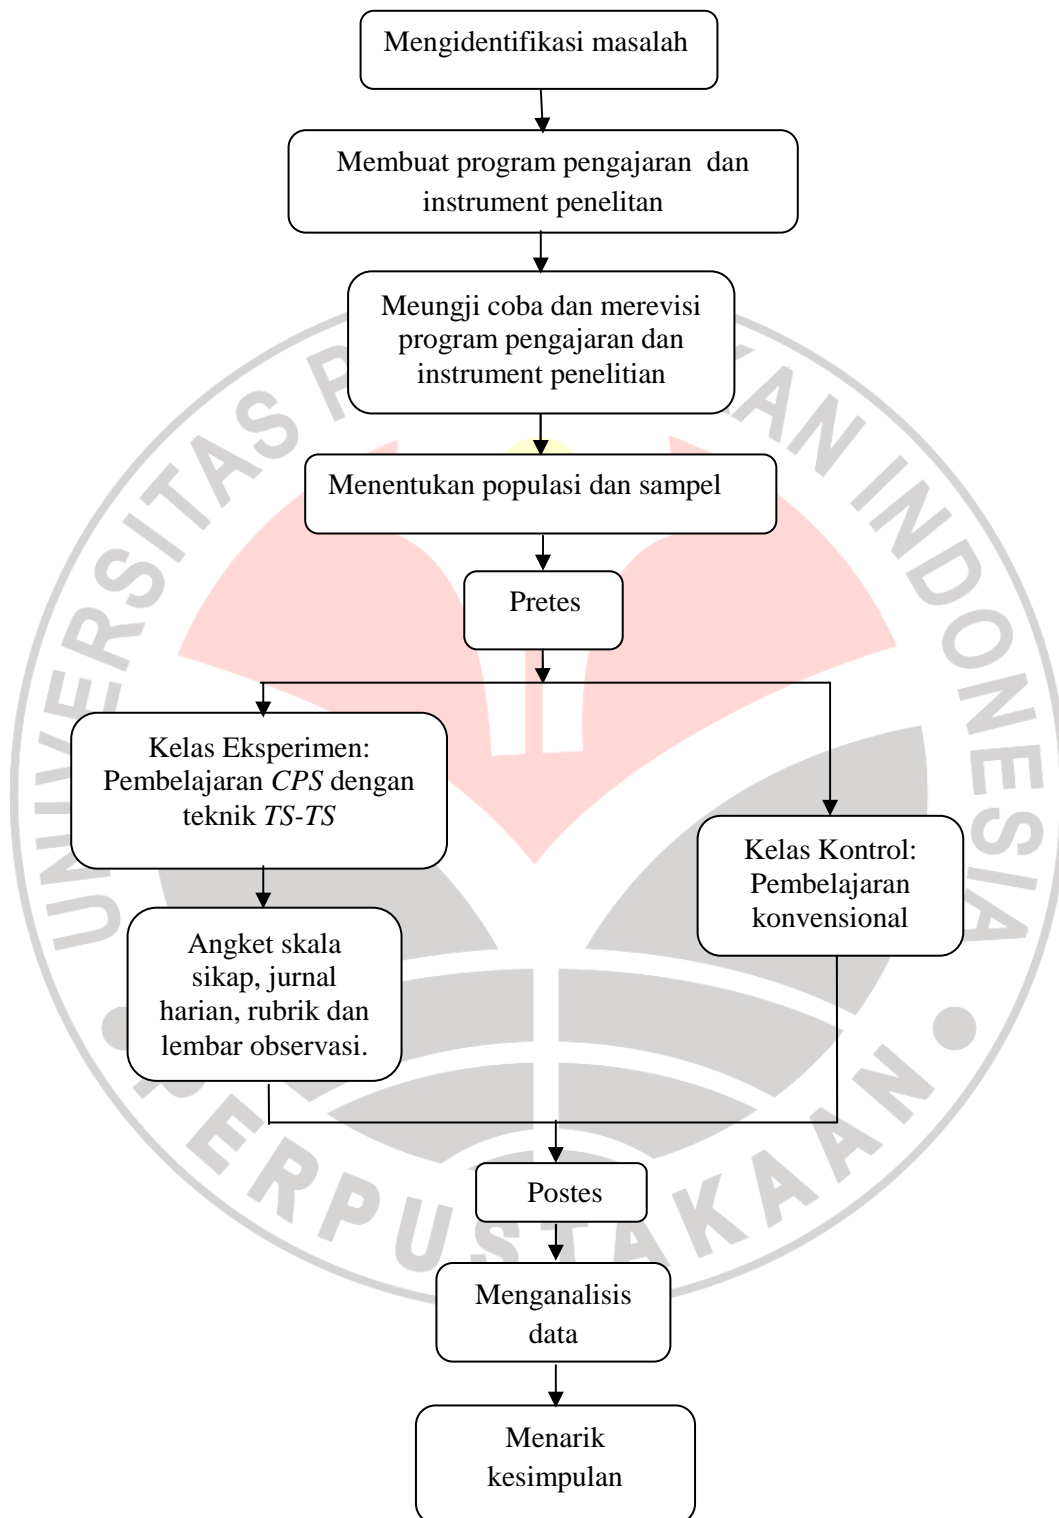 Mengidentifikasi masalah
Membuat program pengajaran dan
instrument penelitan
Meungji coba dan merevisi
program pengajaran dan
instrument penelitian
Menentukan populasi dan sampel
Pretes
Kelas Eksperimen:
Pembelajaran CPS dengan
teknik TS-TS
Kelas Kontrol:
Pembelajaran
konvensional
Angket skala
sikap, jurnal
harian, rubrik dan
lembar observasi.
Postes
Menganalisis
data
Menarik
kesimpulan
UNIVERSITAS INDONESIA
PERPUSTAKAAN